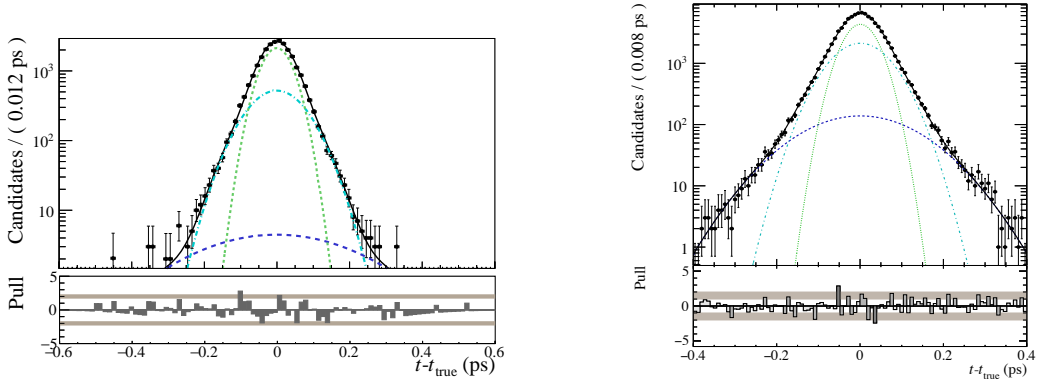 Candidates / ( 0.012 ps)
10³
10²
10
Pull
5
0
−5
−0.6 −0.4 −0.2 0 0.2 0.4 0.6
t-t_true (ps)
Candidates / ( 0.008 ps)
10³
10²
10
1
Pull
5
0
−5
−0.4 −0.2 0 0.2 0.4
t-t_true (ps)